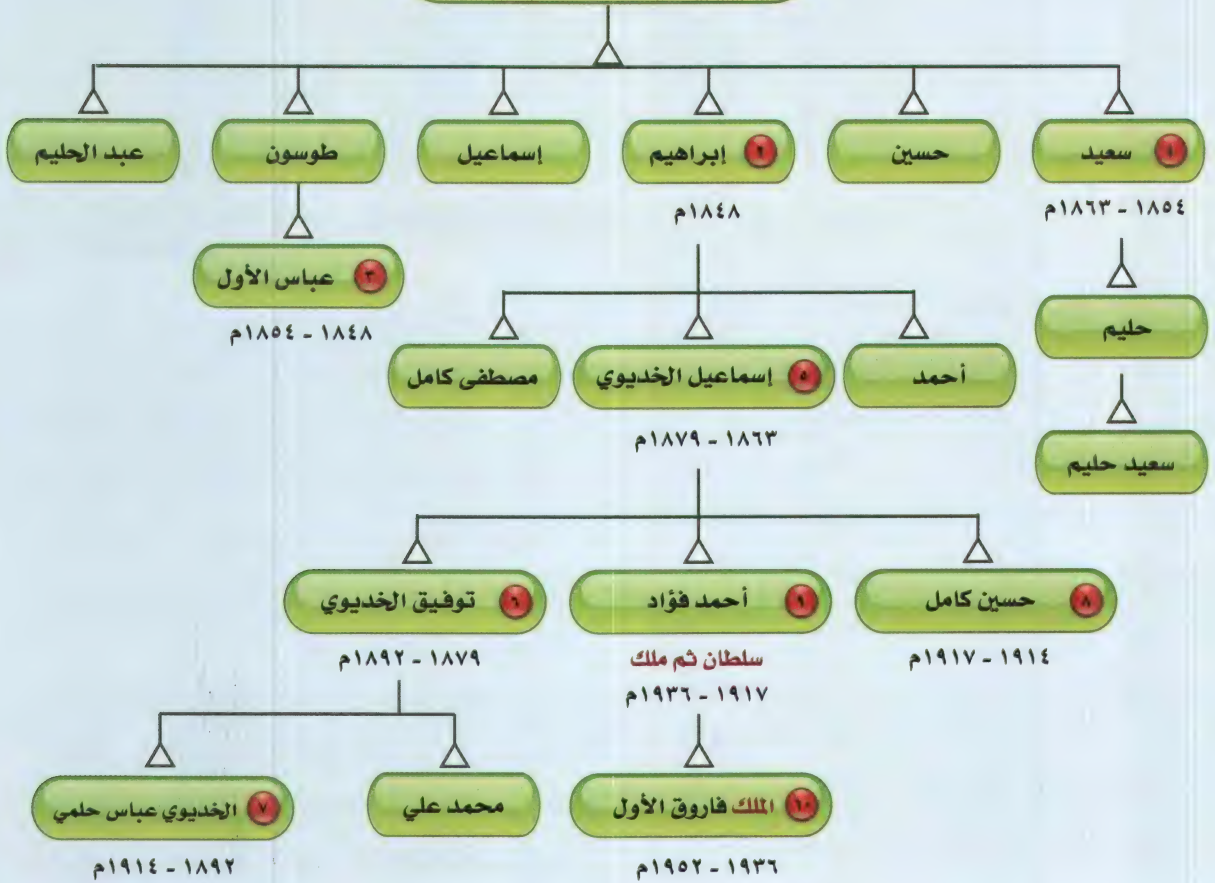 ٤ سعيد
حسين
٢ إبراهيم
إسماعيل
طوسون
عبد الحليم
١٨٥٤ - ١٨٦٣م
١٨٤٨م
٣ عباس الأول
١٨٤٨ - ١٨٥٤م
حليم
سعيد حليم
أحمد
٥ إسماعيل الخديوي
مصطفى كامل
١٨٦٣ - ١٨٧٩م
٨ حسين كامل
٩ أحمد فؤاد
٦ توفيق الخديوي
١٩١٤ - ١٩١٧م
سلطان ثم ملك
١٩١٧ - ١٩٣٦م
١٨٧٩ - ١٨٩٢م
١٠ الملك فاروق الأول
محمد علي
٧ الخديوي عباس حلمي
١٩٣٦ - ١٩٥٢م
١٨٩٢ - ١٩١٤م